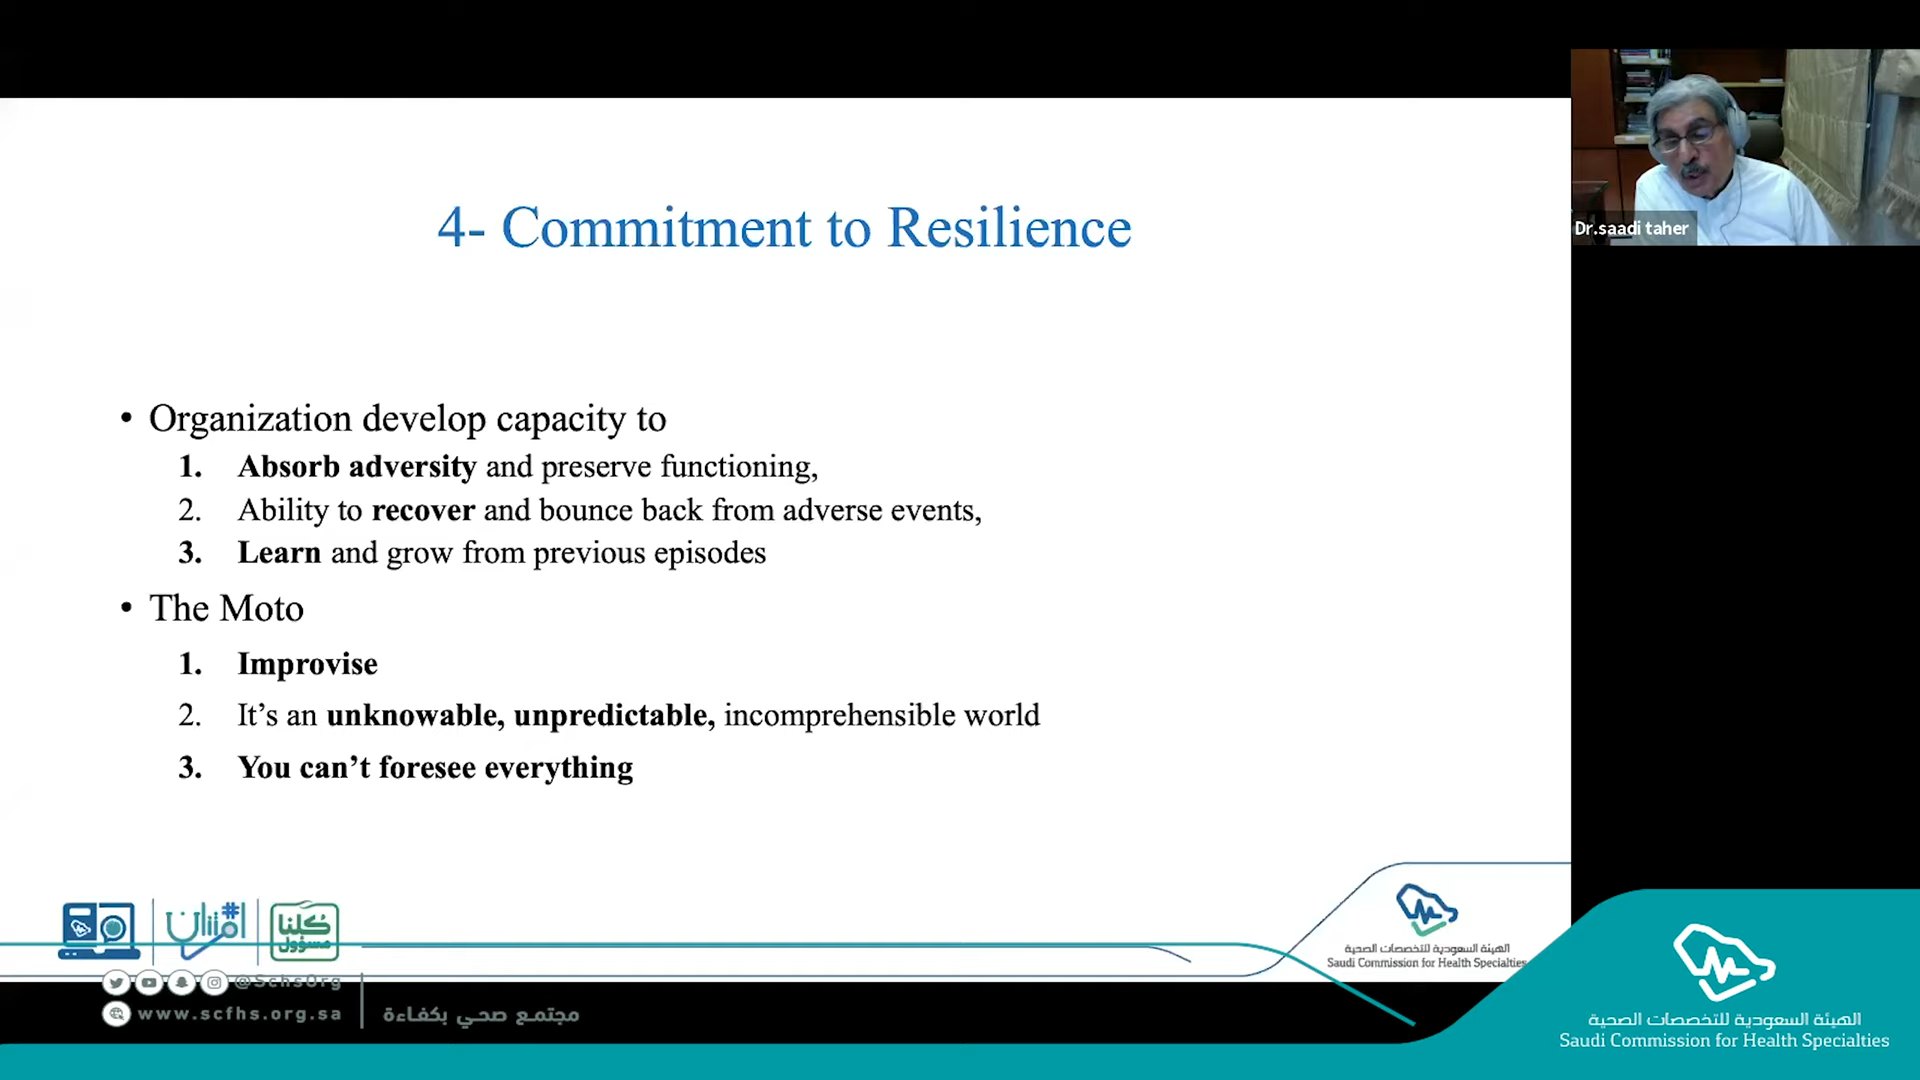 4- Commitment to Resilience
• Organization develop capacity to
1. Absorb adversity and preserve functioning,
2. Ability to recover and bounce back from adverse events,
3. Learn and grow from previous episodes
• The Moto
1. Improvise
2. It’s an unknowable, unpredictable, incomprehensible world
3. You can’t foresee everything
Dr.saadi taher
كلنا
مسؤول
الهيئة السعودية للتخصصات الصحية
Saudi Commission for Health Specialties
@SchsOrg
www.scfhs.org.sa
مجتمع صحي بكفاءة
الهيئة السعودية للتخصصات الصحية
Saudi Commission for Health Specialties